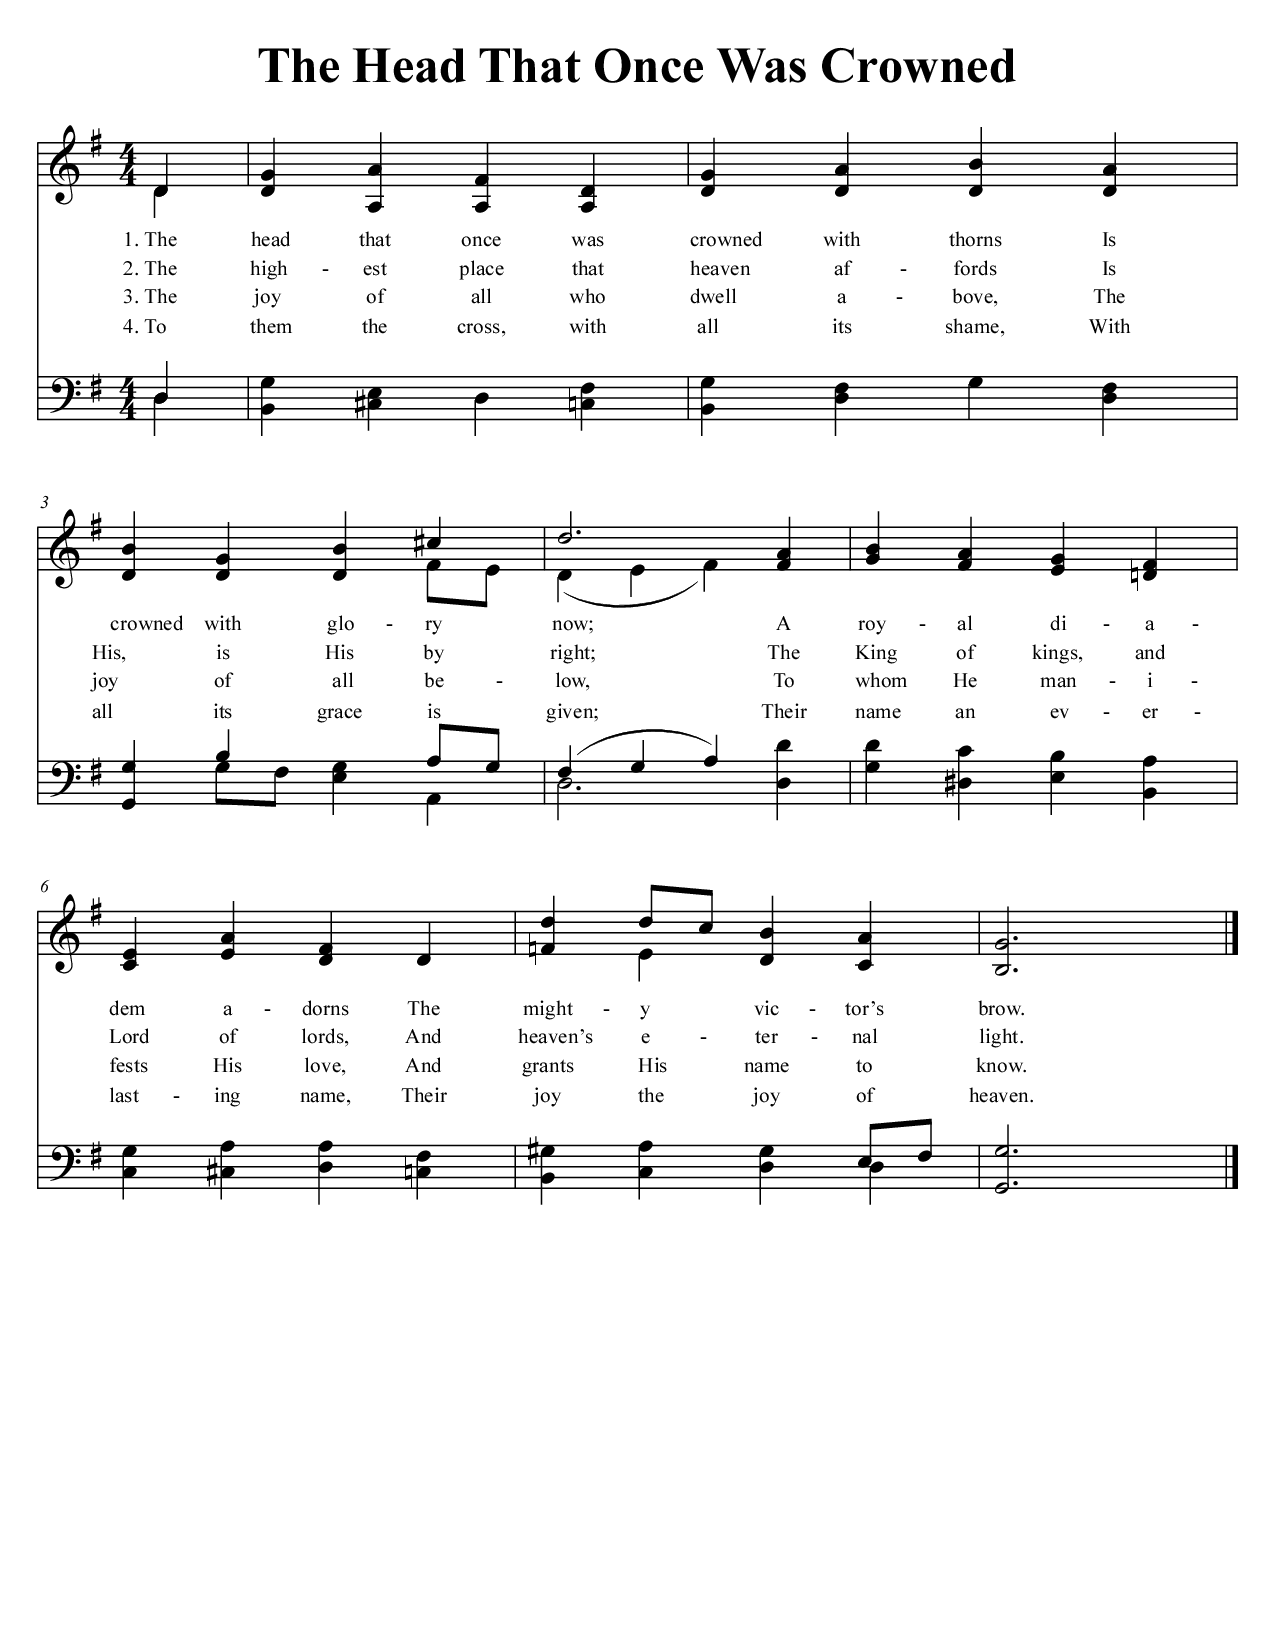 The Head That Once Was Crowned
4
4
1. The head that once was crowned with thorns Is
2. The high - est place that heaven af - fords Is
3. The joy of all who dwell a - bove, The
4. To them the cross, with all its shame, With
4
4
3
crowned with glo - ry now; A roy - al di - a -
His, is His by right; The King of kings, and
joy of all be - low, To whom He man - i -
all its grace is given; Their name an ev - er -
6
dem a - dorns The might - y vic - tor’s brow.
Lord of lords, And heaven’s e - ter - nal light.
fests His love, And grants His name to know.
last - ing name, Their joy the joy of heaven.